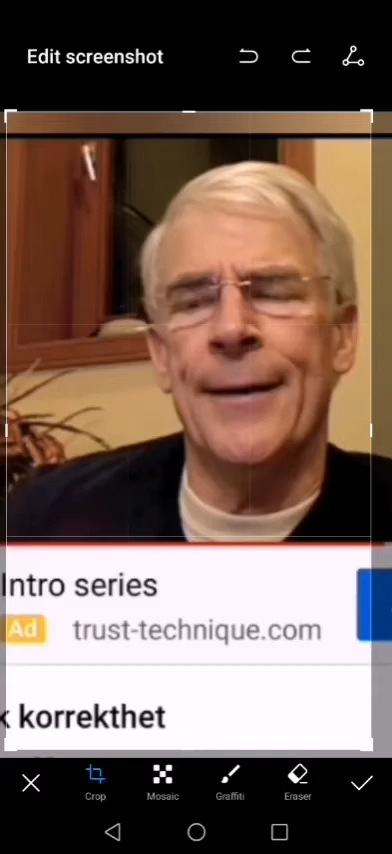 Edit screenshot
Intro series
Ad trust-technique.com
k korrekthet
Crop Mosaic Graffiti Eraser